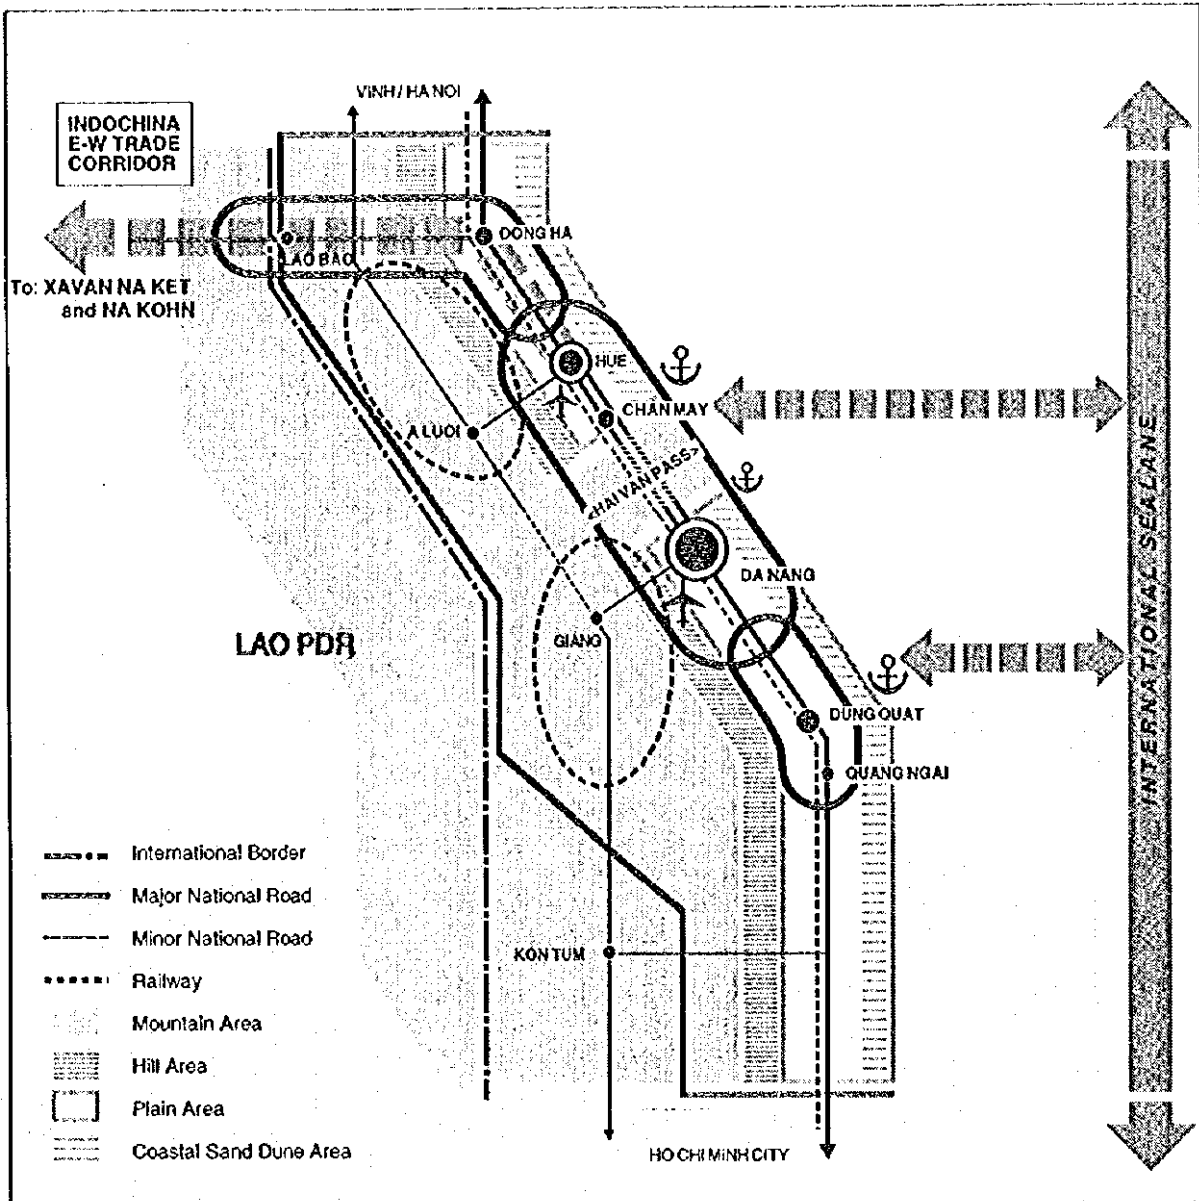 VINH / HA NOI
INDOCHINA
E-W TRADE
CORRIDOR
DONG HA
LAO BAO
To: XAVAN NA KET
and NA KOHN
HUE
CHAN MAY
A LUOI
<HAI VAN PASS>
DA NANG
GIANG
LAO PDR
INTERNATIONAL SEALANE
DUNG QUAT
QUANG NGAI
International Border
Major National Road
Minor National Road
KON TUM
Railway
Mountain Area
Hill Area
Plain Area
Coastal Sand Dune Area
HO CHI MINH CITY